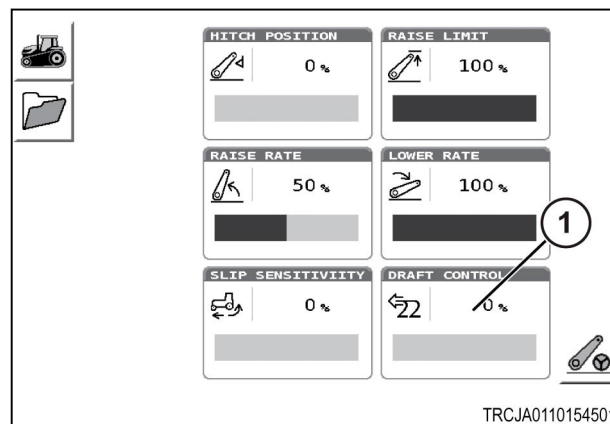 HITCH POSITION
0 %
RAISE LIMIT
100 %
RAISE RATE
50 %
LOWER RATE
100 %
1
SLIP SENSITIVIITY
0 %
DRAFT CONTROL
22
0 %
TRCJA011015450